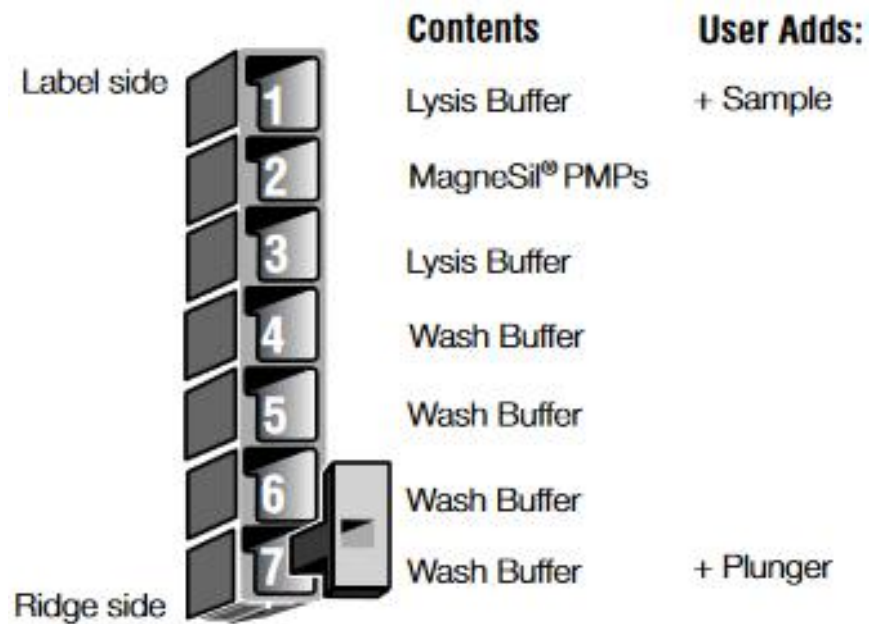 Contents User Adds:
Label side 1 Lysis Buffer + Sample
2 MagneSil® PMPs
3 Lysis Buffer
4 Wash Buffer
5 Wash Buffer
6 Wash Buffer
7 Wash Buffer + Plunger
Ridge side